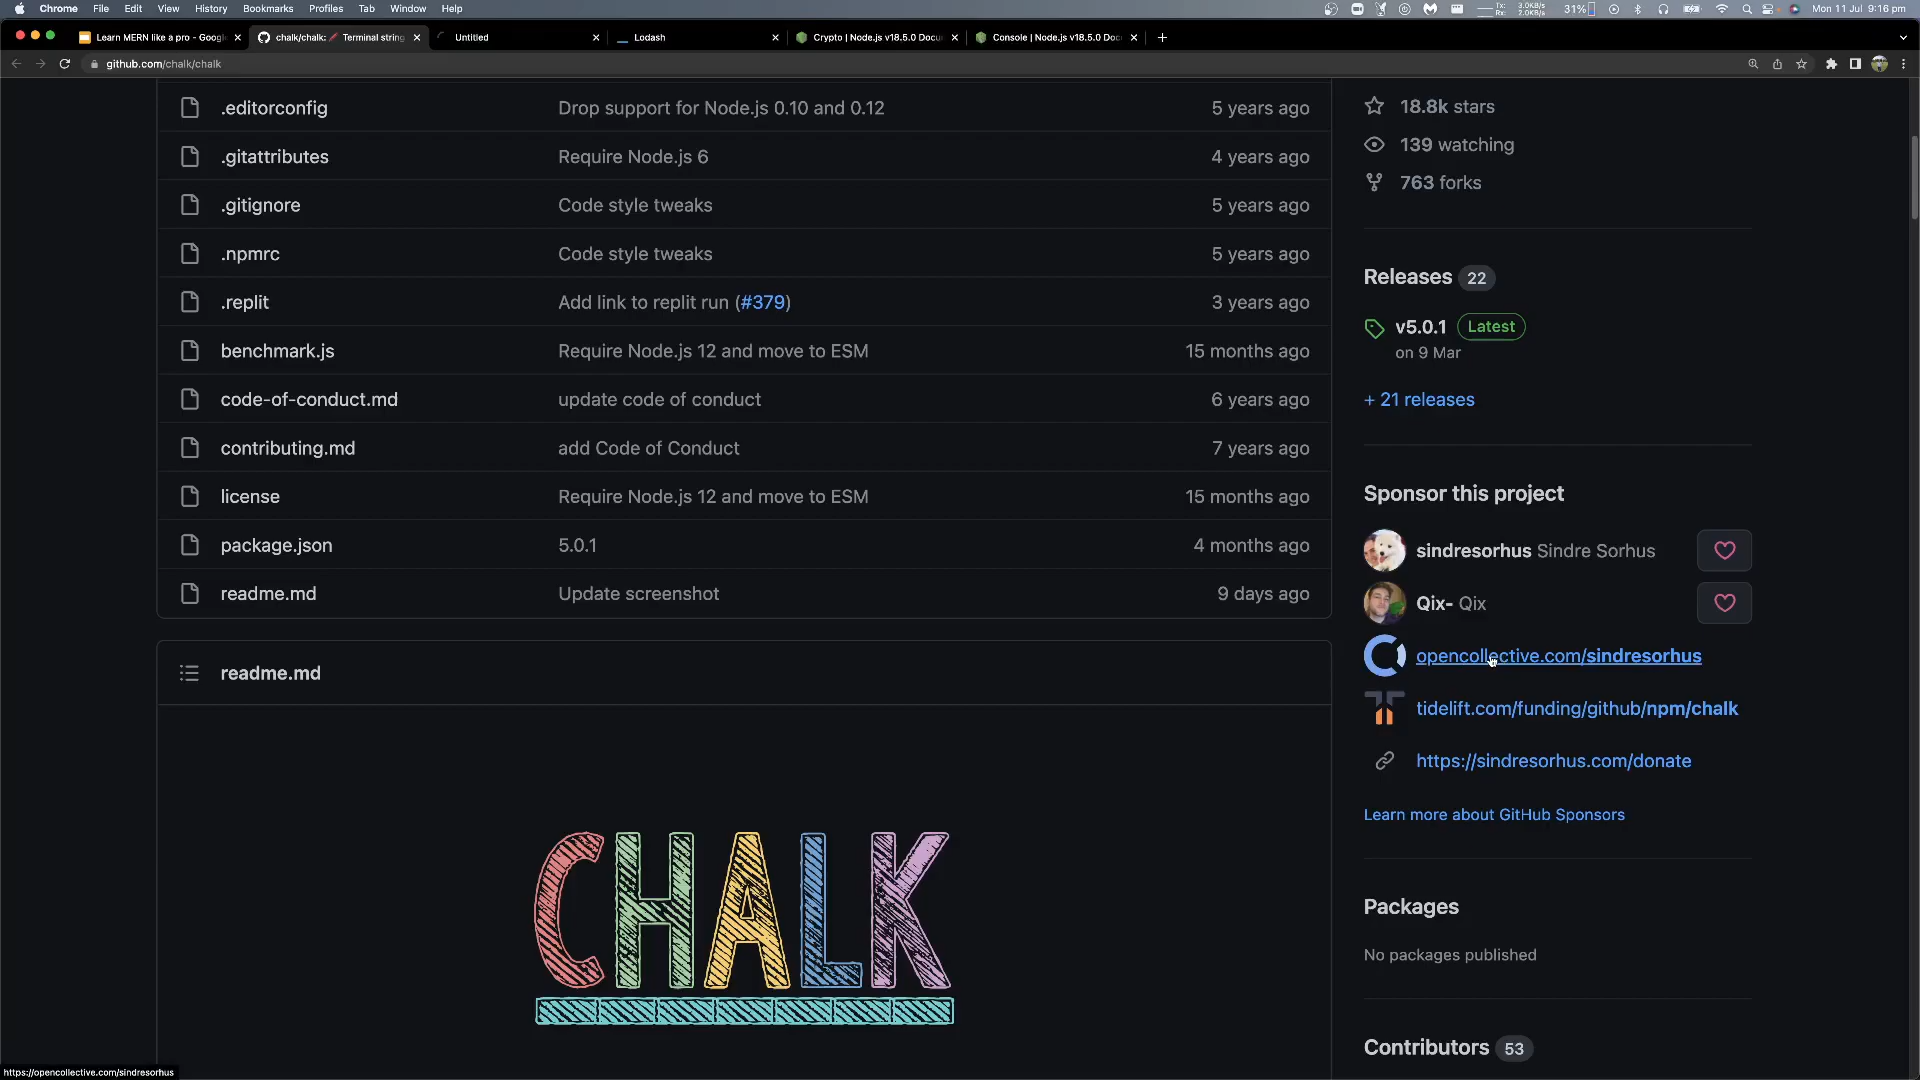 Chrome File Edit View History Bookmarks Profiles Tab Window Help
Tx: 3.0KB/s
Rx: 2.0KB/s
31%
Mon 11 Jul 9:16 pm
Learn MERN like a pro - Google
chalk/chalk: Terminal string
Untitled
Lodash
Crypto | Node.js v18.5.0 Docu
Console | Node.js v18.5.0 Doc
github.com/chalk/chalk
.editorconfig Drop support for Node.js 0.10 and 0.12 5 years ago
.gitattributes Require Node.js 6 4 years ago
.gitignore Code style tweaks 5 years ago
.npmrc Code style tweaks 5 years ago
.replit Add link to replit run (#379) 3 years ago
benchmark.js Require Node.js 12 and move to ESM 15 months ago
code-of-conduct.md update code of conduct 6 years ago
contributing.md add Code of Conduct 7 years ago
license Require Node.js 12 and move to ESM 15 months ago
package.json 5.0.1 4 months ago
readme.md Update screenshot 9 days ago
readme.md
CHALK
18.8k stars
139 watching
763 forks
Releases 22
v5.0.1 Latest
on 9 Mar
+ 21 releases
Sponsor this project
sindresorhus Sindre Sorhus
Qix- Qix
opencollective.com/sindresorhus
tidelift.com/funding/github/npm/chalk
https://sindresorhus.com/donate
Learn more about GitHub Sponsors
Packages
No packages published
Contributors 53
https://opencollective.com/sindresorhus